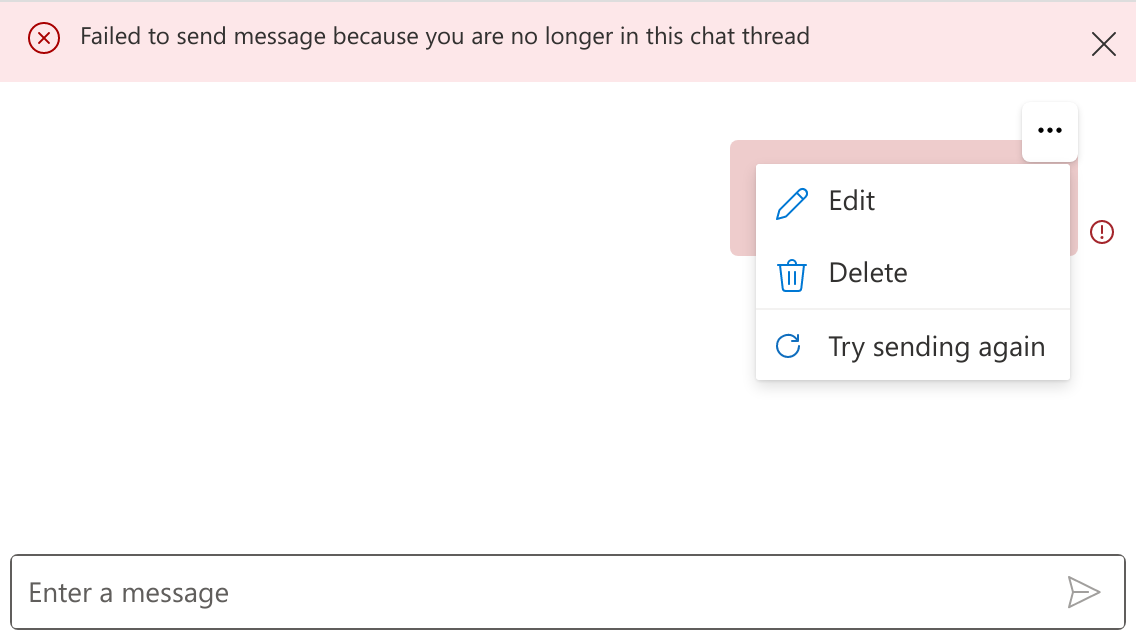 Failed to send message because you are no longer in this chat thread
Edit
Delete
Try sending again
Enter a message